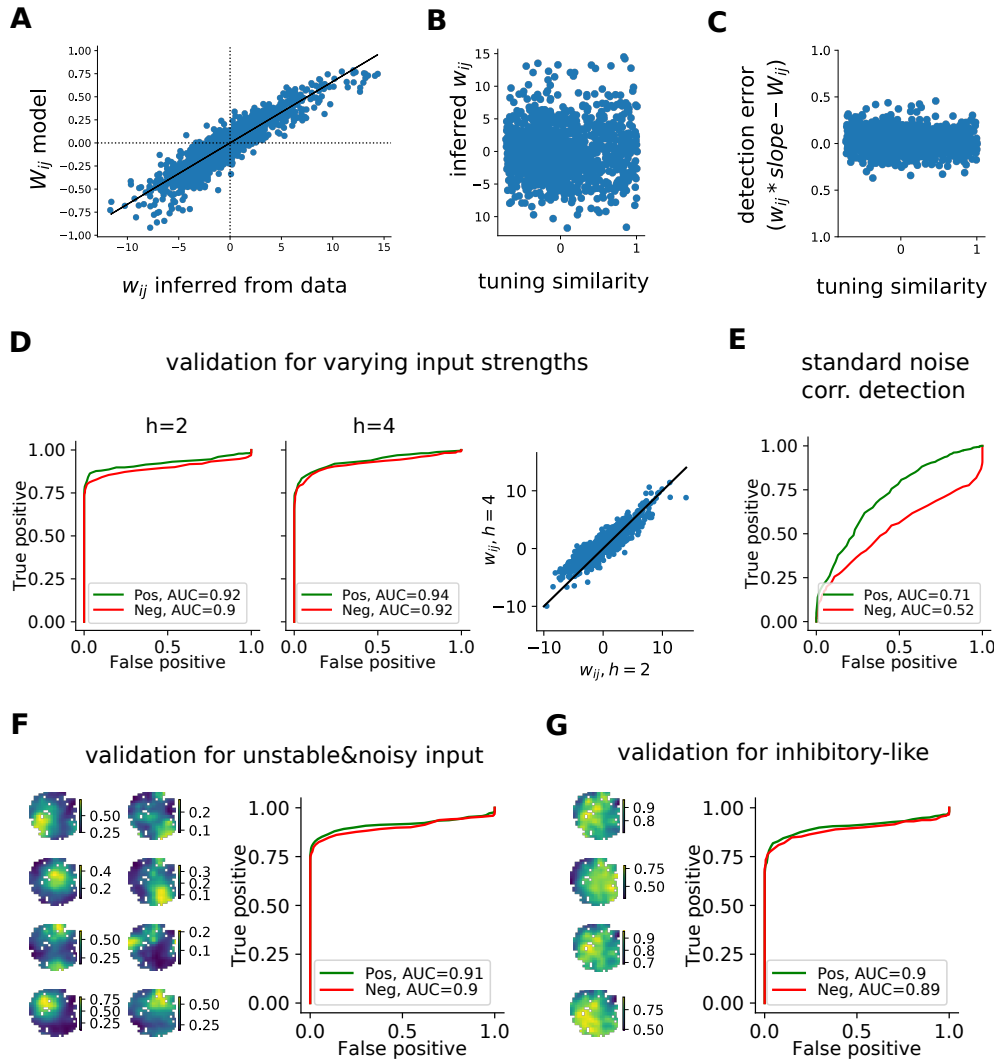 A
B
C
1.00
0.75
0.50
0.25
0.00
−0.25
−0.50
−0.75
−1.00
−10
−5
0
5
10
15
W_ij model
w_ij inferred from data
15
10
5
0
5
10
0
1
inferred w_ij
tuning similarity
1.0
0.5
0.0
0.5
1.0
0
1
detection error
(w_ij * slope − W_ij)
tuning similarity
D
validation for varying input strengths
E
standard noise
corr. detection
h=2
1.00
0.75
0.50
0.25
0.00
True positive
Pos, AUC=0.92
Neg, AUC=0.9
0.0
0.5
1.0
False positive
h=4
Pos, AUC=0.94
Neg, AUC=0.92
0.0
0.5
1.0
False positive
10
0
−10
w_ij, h = 4
−10
0
10
w_ij, h = 2
1.00
0.75
0.50
0.25
0.00
True positive
Pos, AUC=0.71
Neg, AUC=0.52
0.0
0.5
1.0
False positive
F
validation for unstable&noisy input
0.50
0.25
0.2
0.1
0.4
0.2
0.3
0.2
0.1
0.50
0.25
0.2
0.1
0.75
0.50
0.25
0.50
0.25
1.00
0.75
0.50
0.25
0.00
True positive
Pos, AUC=0.91
Neg, AUC=0.9
0.0
0.5
1.0
False positive
G
validation for inhibitory-like
0.9
0.8
0.75
0.50
0.9
0.8
0.7
0.75
0.50
1.00
0.75
0.50
0.25
0.00
True positive
Pos, AUC=0.9
Neg, AUC=0.89
0.0
0.5
1.0
False positive